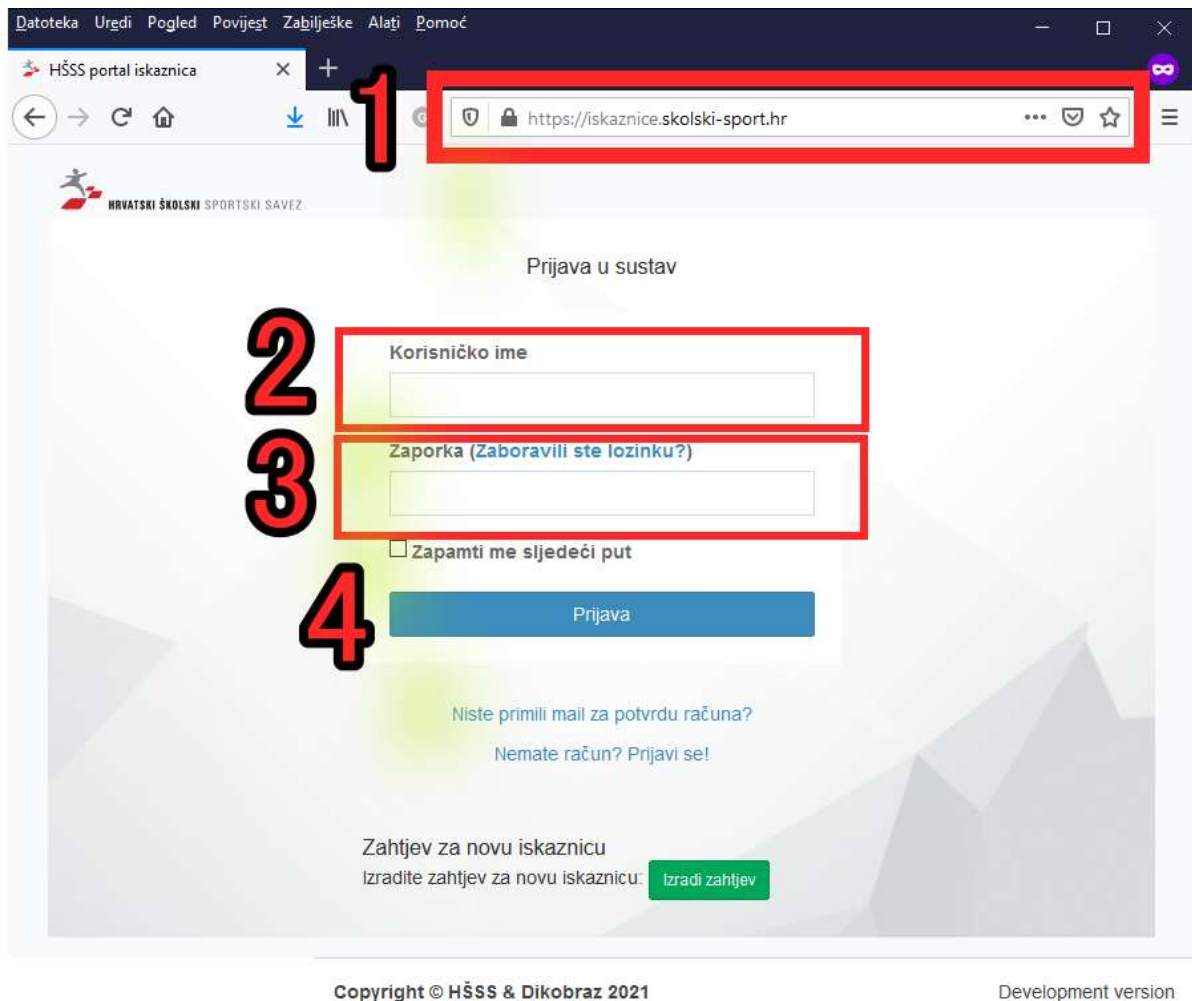 Datoteka Uredi Pogled Povijest Zabilješke Alati Pomoć
HŠSS portal iskaznica
1
https://iskaznice.skolski-sport.hr
HRVATSKI ŠKOLSKI SPORTSKI SAVEZ
Prijava u sustav
2
Korisničko ime
3
Zaporka (Zaboravili ste lozinku?)
Zapamti me sljedeći put
4
Prijava
Niste primili mail za potvrdu računa?
Nemate račun? Prijavi se!
Zahtjev za novu iskaznicu
Izradite zahtjev za novu iskaznicu: Izradi zahtjev
Copyright © HŠSS & Dikobraz 2021 Development version